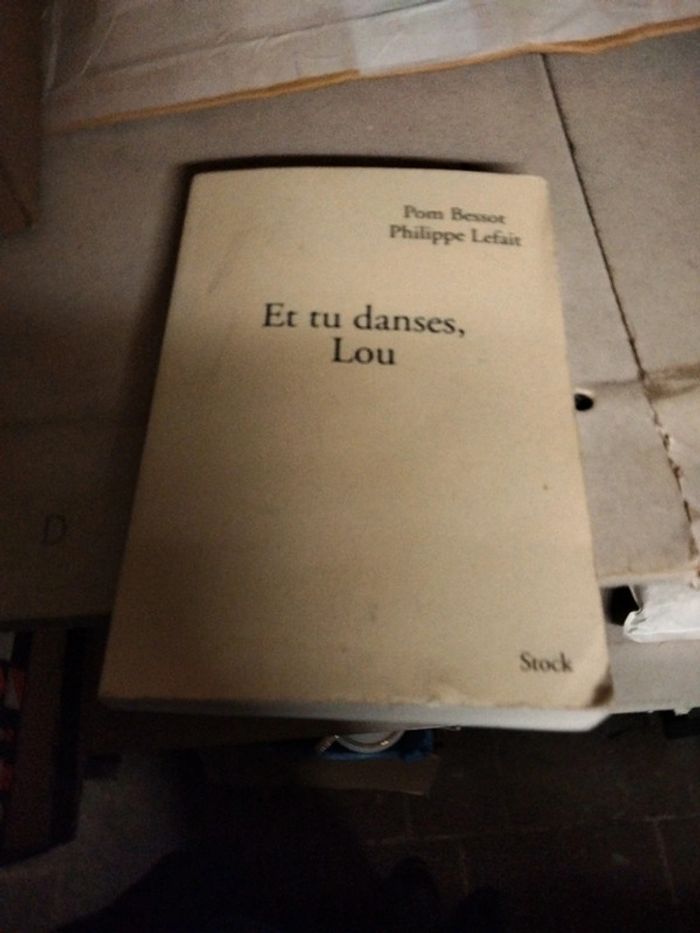 Pom Bessot
Philippe Lefait
Et tu danses,
Lou
Stock
D